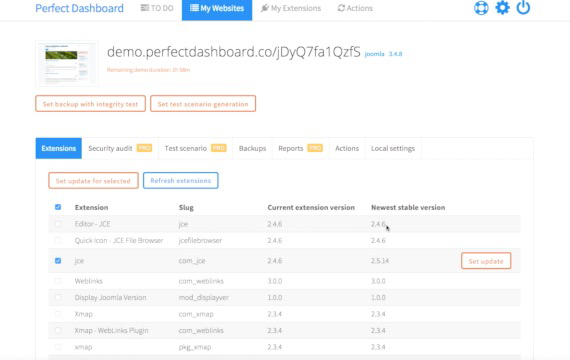 Perfect Dashboard TO DO My Websites My Extensions Actions
demo.perfectdashboard.co/jDyQ7fa1QzfS joomla 3.4.8
Remaining demo duration: 01:58m
Set backup with integrity test Set test scenario generation
Extensions Security audit PRO Test scenario PRO Backups Reports PRO Actions Local settings
Set update for selected Refresh extensions
Extension Slug Current extension version Newest stable version
Editor - JCE jce 2.4.6 2.4.6
Quick Icon - JCE File Browser jcefilebrowser 2.4.6 2.4.6
jce com_jce 2.4.6 2.5.14 Set update
Weblinks com_weblinks 3.0.0 3.0.0
Display Joomla Version mod_displayver 1.0.0 1.0.0
Xmap com_xmap 2.3.4 2.3.4
Xmap - WebLinks Plugin com_weblinks 2.3.4 2.3.4
xmap pkg_xmap 2.3.4 2.3.4